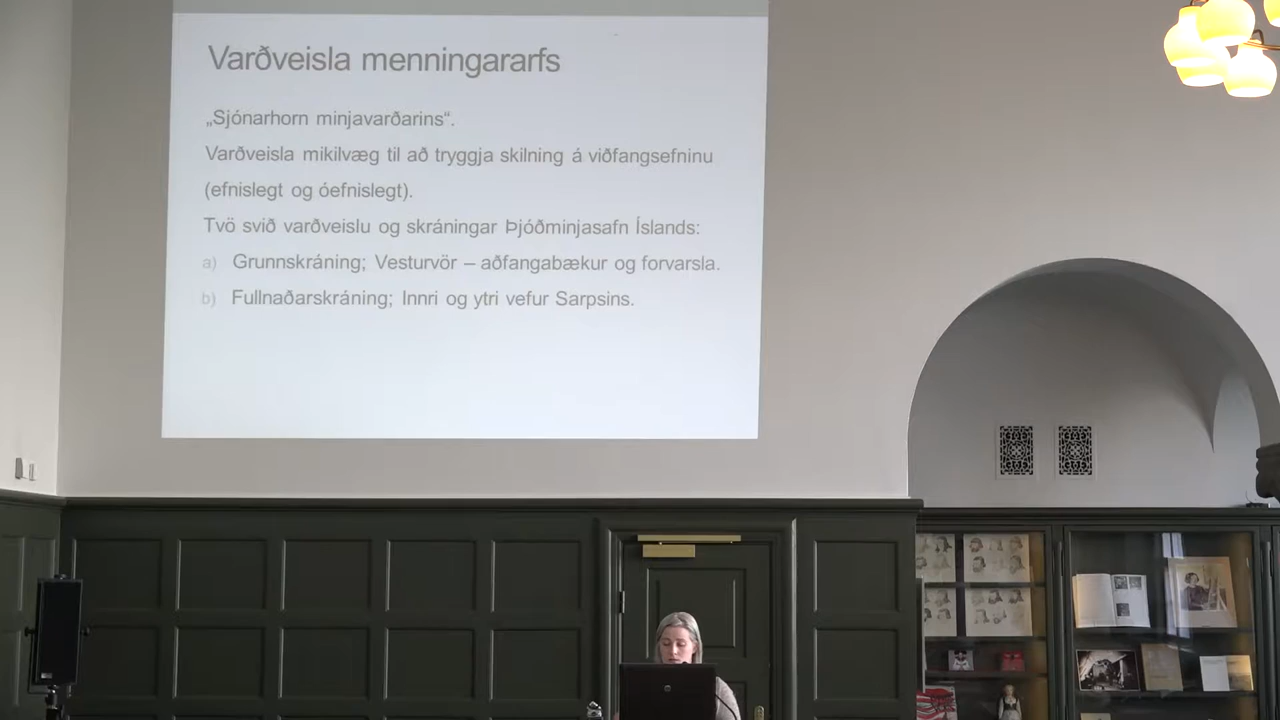 Varðveisla menningararfs
„Sjónarhorn minjavarðarins“.
Varðveisla mikilvæg til að tryggja skilning á viðfangsefninu
(efnislegt og óefnislegt).
Tvö svið varðveislu og skráningar Þjóðminjasafn Íslands:
a) Grunnskráning; Vesturvör – aðfangabækur og forvarsla.
b) Fullnaðarskráning; Innri og ytri vefur Sarpsins.